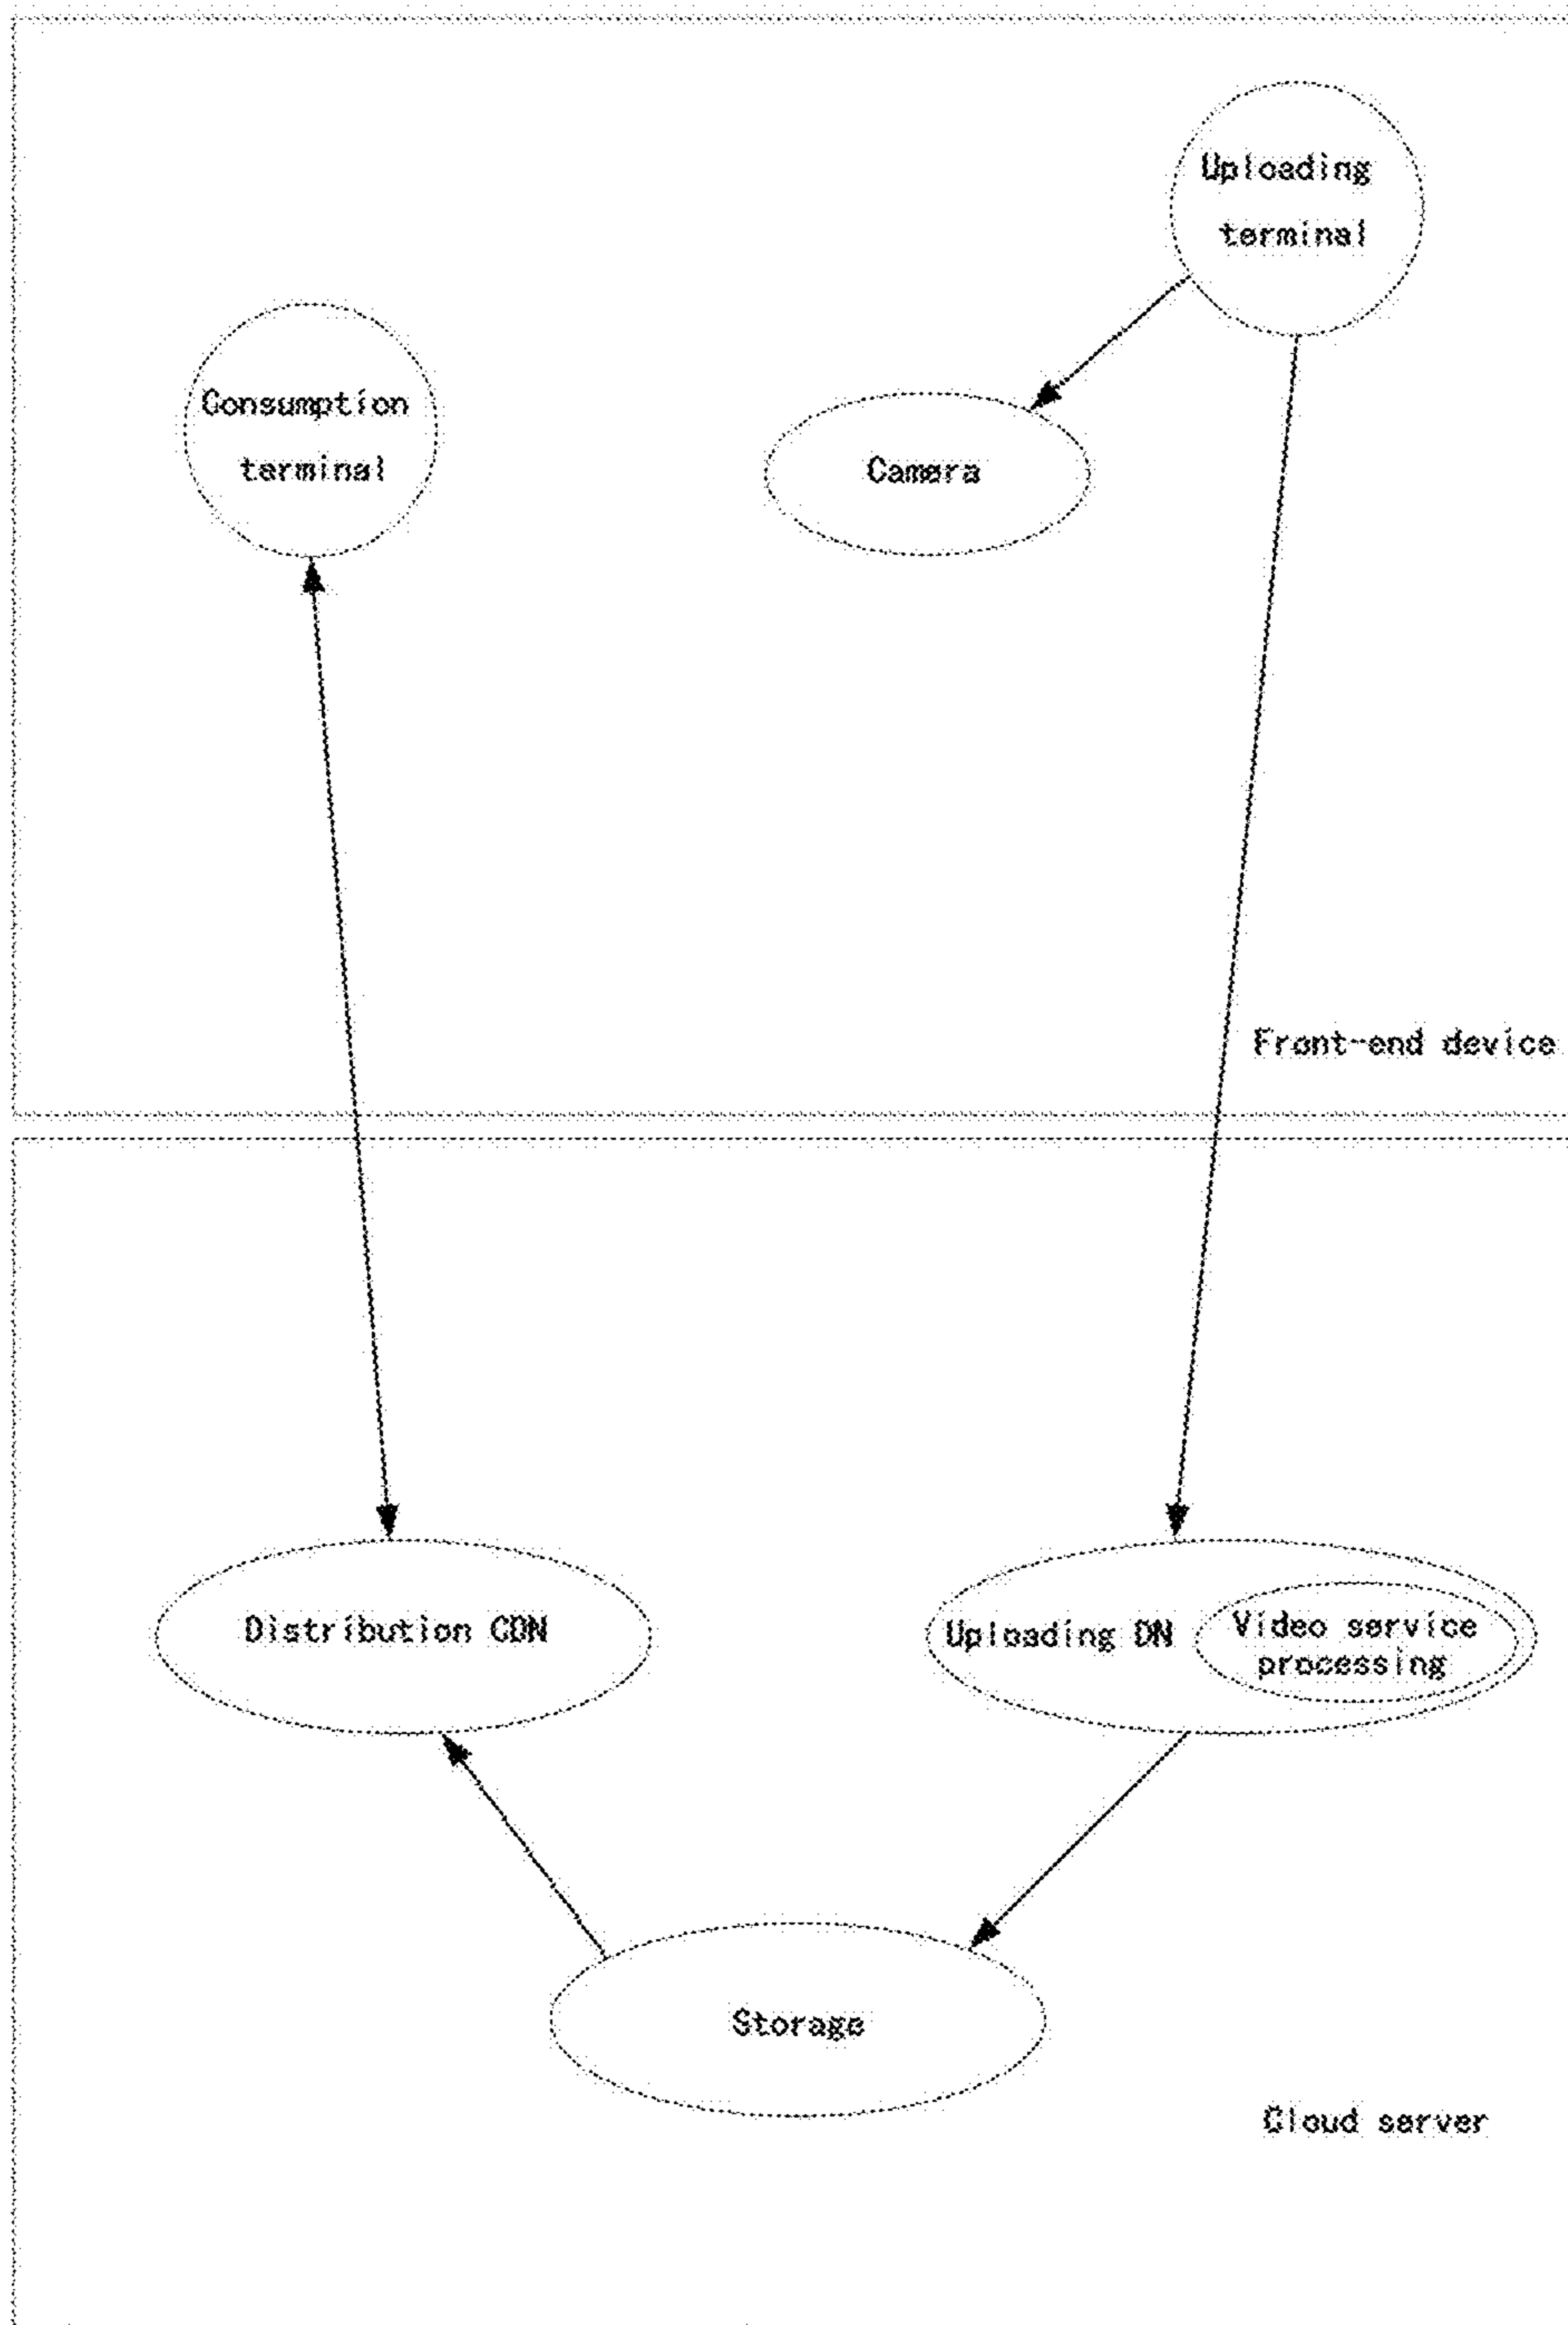 Uploading
terminal
Consumption
terminal
Camera
Front-end device
Distribution CDN
Uploading DN
Video service
processing
Storage
Cloud server